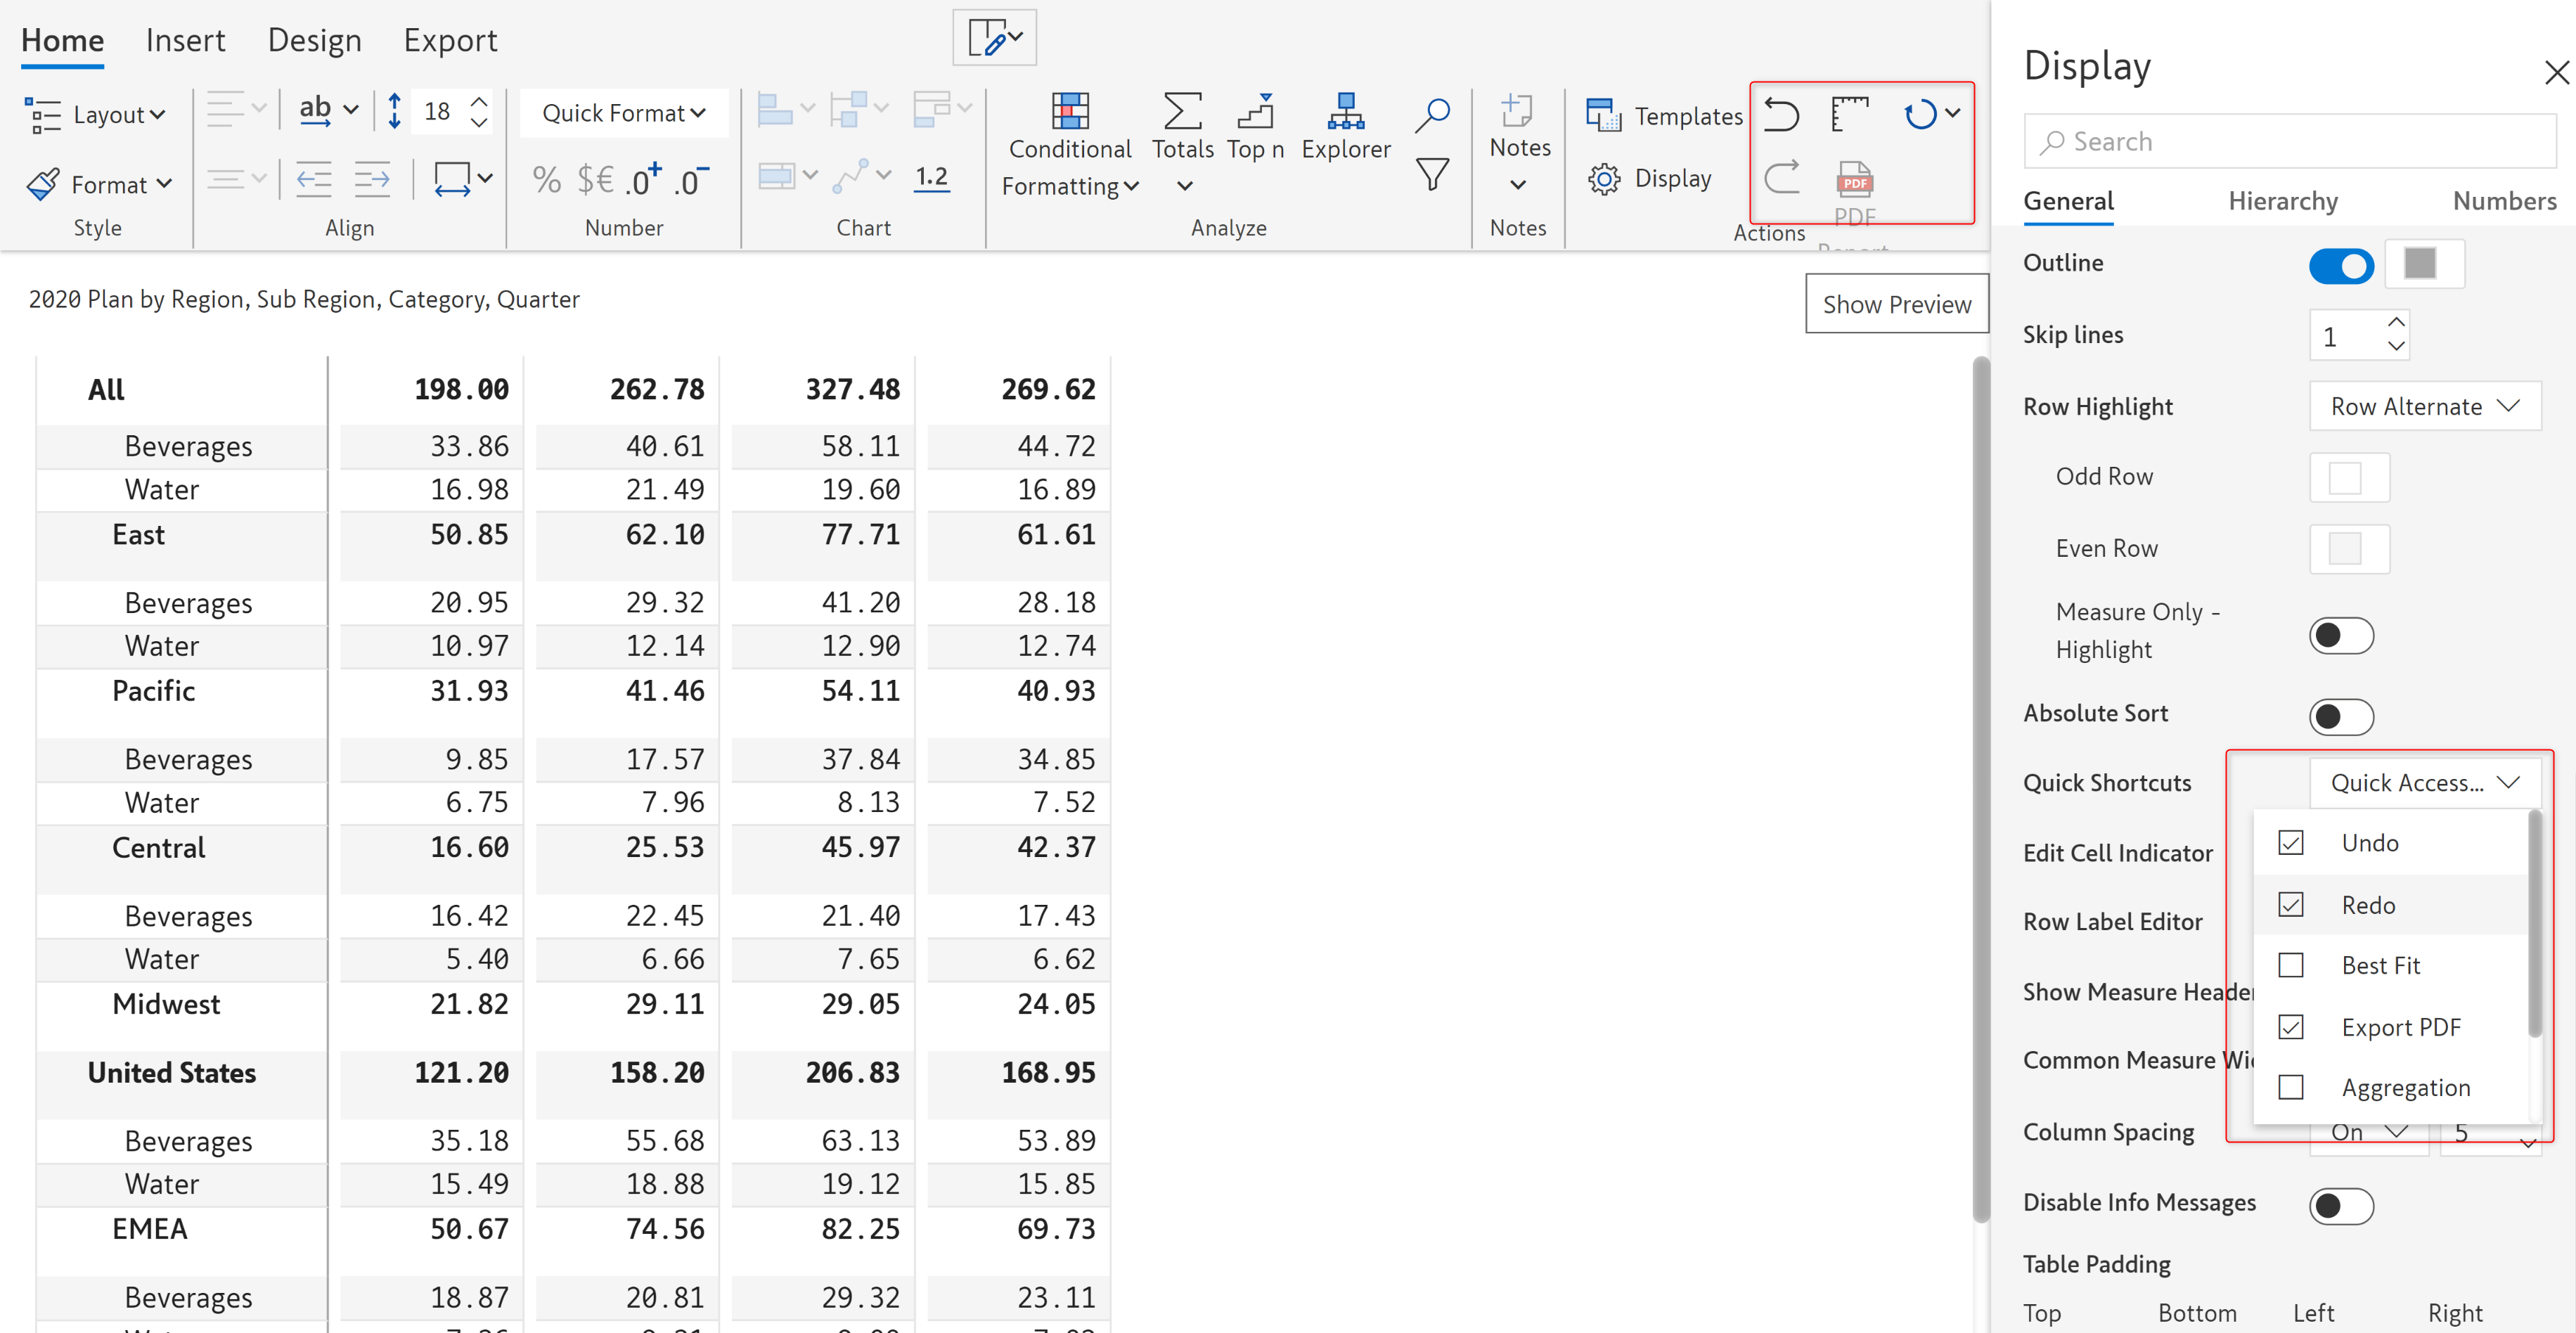 Home Insert Design Export
Layout
Format
Style
ab 18
Align
Quick Format
% $€ .0+ .0-
Number
1.2
Chart
Conditional Formatting
Totals
Top n
Explorer
Analyze
Notes
Notes
Templates
Display
PDF
PDF
Actions
2020 Plan by Region, Sub Region, Category, Quarter
Show Preview
All 198.00 262.78 327.48 269.62
Beverages 33.86 40.61 58.11 44.72
Water 16.98 21.49 19.60 16.89
East 50.85 62.10 77.71 61.61
Beverages 20.95 29.32 41.20 28.18
Water 10.97 12.14 12.90 12.74
Pacific 31.93 41.46 54.11 40.93
Beverages 9.85 17.57 37.84 34.85
Water 6.75 7.96 8.13 7.52
Central 16.60 25.53 45.97 42.37
Beverages 16.42 22.45 21.40 17.43
Water 5.40 6.66 7.65 6.62
Midwest 21.82 29.11 29.05 24.05
United States 121.20 158.20 206.83 168.95
Beverages 35.18 55.68 63.13 53.89
Water 15.49 18.88 19.12 15.85
EMEA 50.67 74.56 82.25 69.73
Beverages 18.87 20.81 29.32 23.11
Display
Search
General Hierarchy Numbers
Outline
Skip lines 1
Row Highlight Row Alternate
Odd Row
Even Row
Measure Only -
Highlight
Absolute Sort
Quick Shortcuts Quick Access...
Undo
Redo
Best Fit
Export PDF
Aggregation
Edit Cell Indicator
Row Label Editor
Show Measure Header
Common Measure
Column Spacing On 5
Disable Info Messages
Table Padding
Top Bottom Left Right